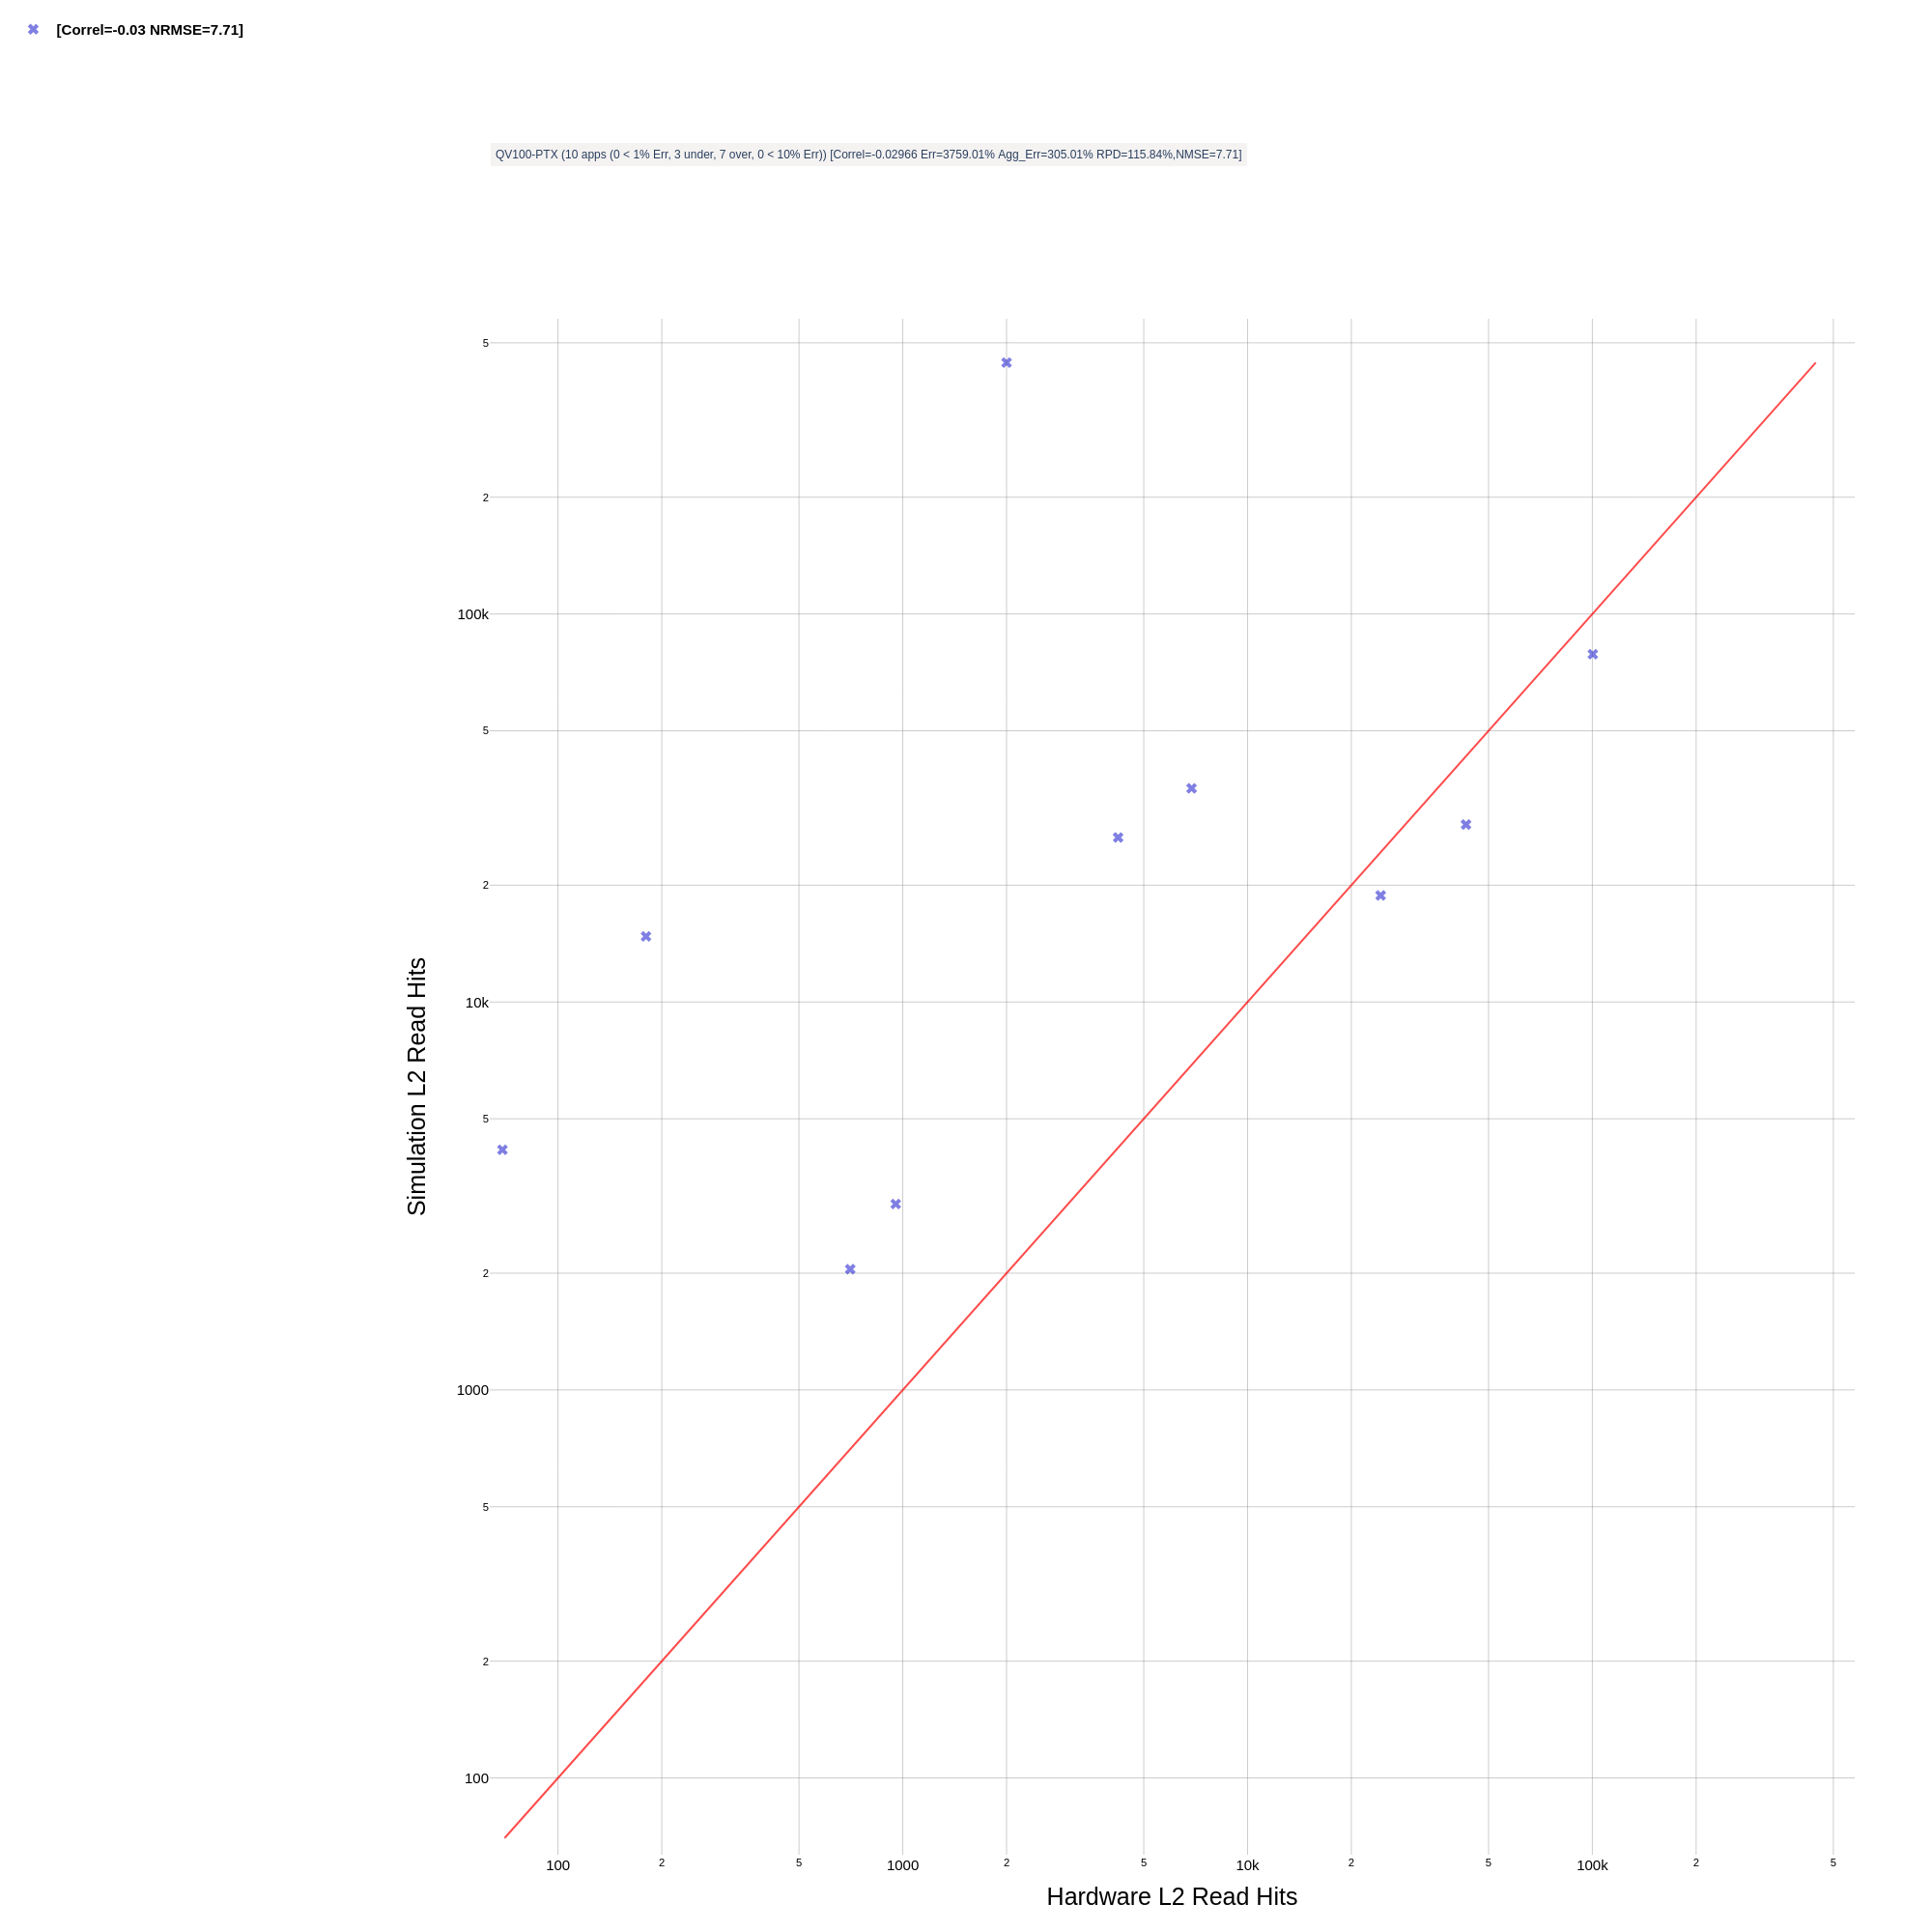 [Correl=-0.03 NRMSE=7.71]
QV100-PTX (10 apps (0 < 1% Err, 3 under, 7 over, 0 < 10% Err)) [Correl=-0.02966 Err=3759.01% Agg_Err=305.01% RPD=115.84%,NMSE=7.71]
5
2
100k
5
2
10k
5
2
1000
5
2
100
Simulation L2 Read Hits
100 2 5 1000 2 5 10k 2 5 100k 2 5
Hardware L2 Read Hits